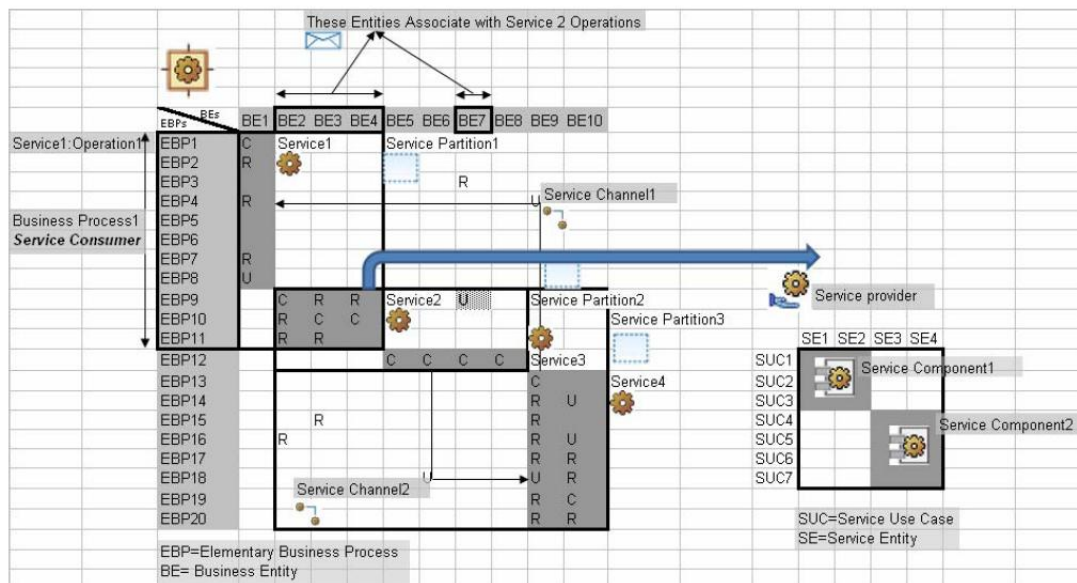 These Entities Associate with Service 2 Operations
EBPs BEs BE1 BE2 BE3 BE4 BE5 BE6 BE7 BE8 BE9 BE10
Service1:Operation1 EBP1 C Service1 Service Partition1
EBP2 R
EBP3 R
EBP4 R U Service Channel1
Business Process1 EBP5
Service Consumer EBP6
EBP7 R
EBP8 U
EBP9 C R R Service2 U Service Partition2 Service provider
EBP10 R C C Service Partition3
EBP11 R R SE1 SE2 SE3 SE4
EBP12 C C C C Service3 SUC1 Service Component1
EBP13 C Service4 SUC2
EBP14 R U SUC3
EBP15 R R SUC4 Service Component2
EBP16 R R U SUC5
EBP17 R R SUC6
EBP18 U U R SUC7
Service Channel2
EBP19 R C
EBP20 R R SUC=Service Use Case
SE=Service Entity
EBP=Elementary Business Process
BE= Business Entity